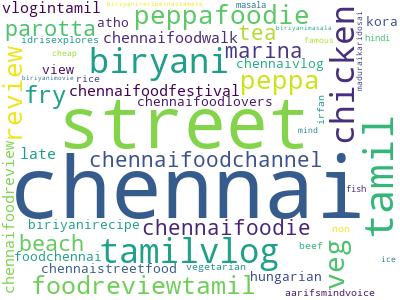 vlogintamil
atho
peppafoodie
masala
biryanirecipeindasamasa
kora
idrisexplores
parotta
chennaifoodwalk
tea
famous
biriyanimasala
hindi
cheap
biriyanimovie
rice
view
biryani
marina
chennaivlog
review
fry
chennaifoodfestival
peppa
chennaifoodlovers
irfan
chicken
maduraikaridosai
street
mind
late
chennaifoodchannel
fish
chennai
tamil
chennaifoodreview
biriyanirecipe
chennaifoodie
non
beach
tamilvlog
beef
veg
foodchennai
chennaistreetfood
vegetarian
hungarian
ice
foodreviewtamil
aarifsmindvoice